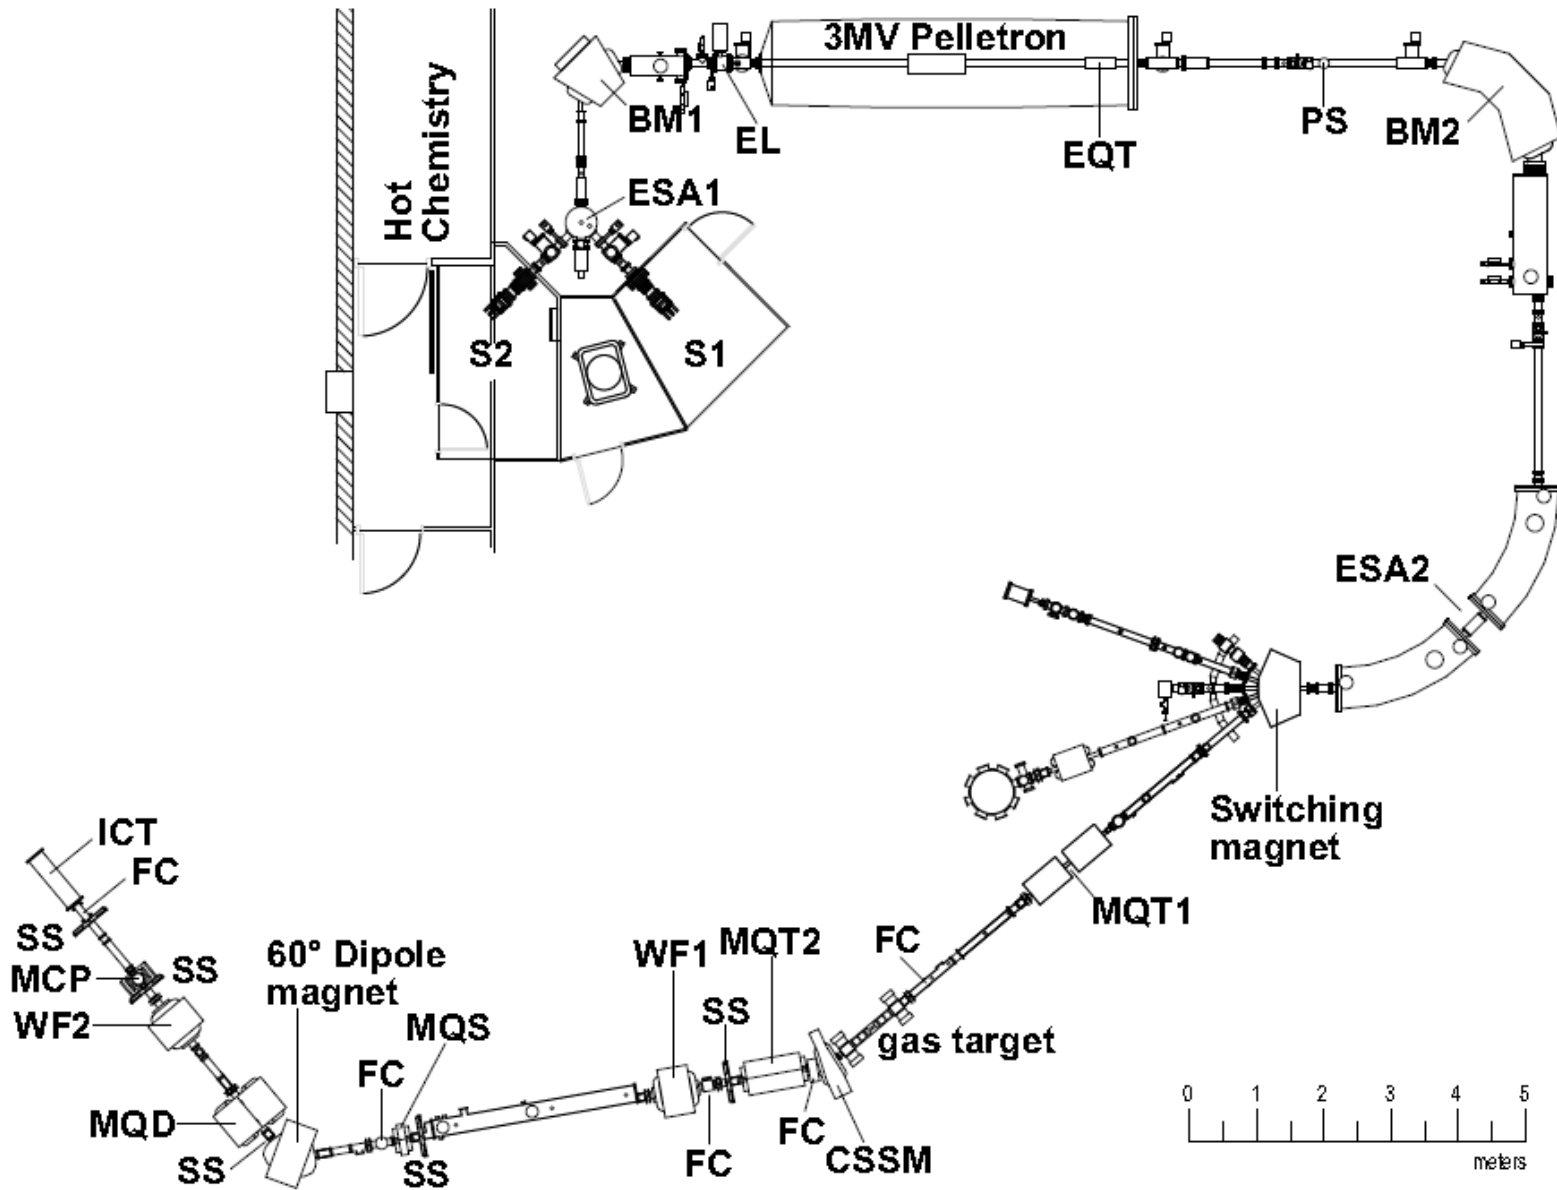 3MV Pelletron
Hot
Chemistry
BM1
EL
EQT
PS
BM2
ESA1
S2
S1
ESA2
Switching
magnet
MQT1
ICT
FC
SS
MCP
SS
WF2
60° Dipole
magnet
MQS
FC
WF1
MQT2
SS
FC
gas target
MQD
SS
SS
FC
FC
CSSM
0 1 2 3 4 5
meters